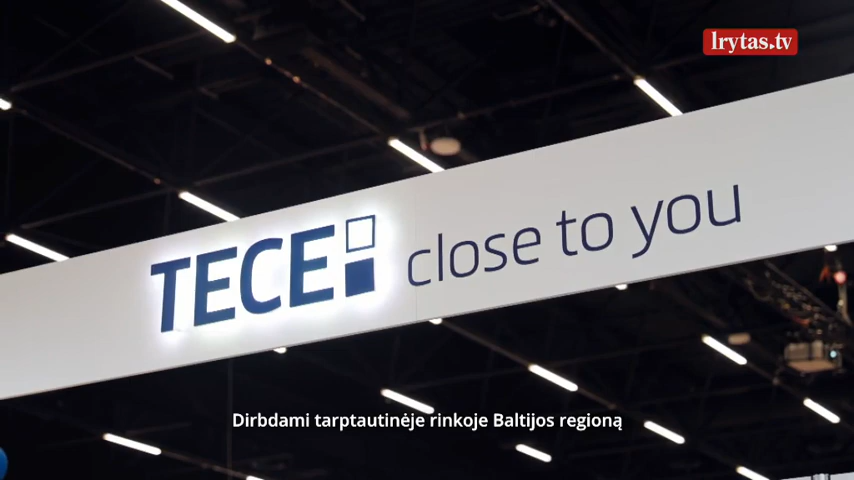 lrytas.tv
TECE close to you
Dirbdami tarptautinėje rinkoje Baltijos regioną